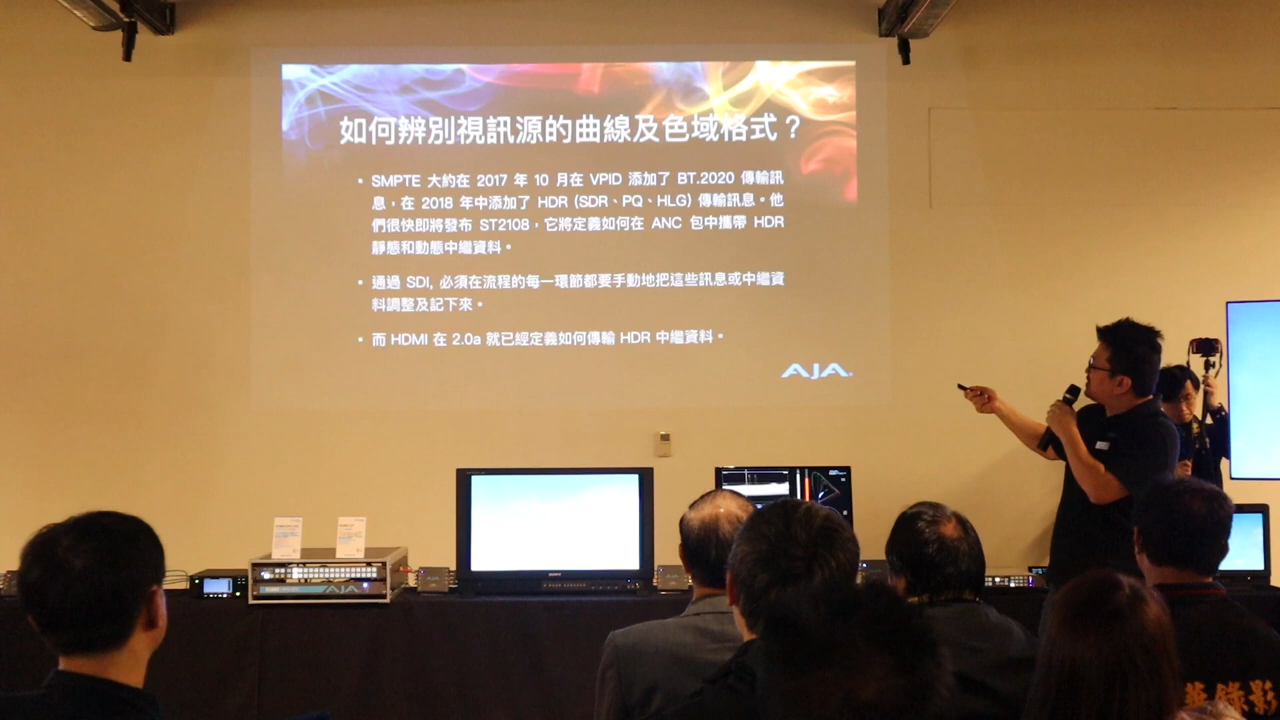 如何辨別視訊源的曲線及色域格式？
▪ SMPTE 大約在 2017 年 10 月在 VPID 添加了 BT.2020 傳輸訊
息，在 2018 年中添加了 HDR (SDR、PQ、HLG) 傳輸訊息。他
們很快即將發布 ST2108，它將定義如何在 ANC 包中攜帶 HDR
靜態和動態中繼資料。
▪ 通過 SDI, 必須在流程的每一環節都要手動地把這些訊息或中繼資
料調整及記下來。
▪ 而 HDMI 在 2.0a 就已經定義如何傳輸 HDR 中繼資料。
AJA
AJA
華錄影